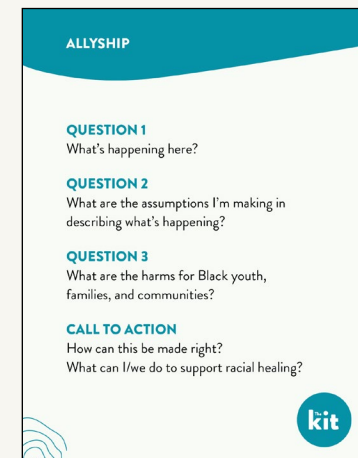 ALLYSHIP
QUESTION 1
What's happening here?
QUESTION 2
What are the assumptions I'm making in
describing what's happening?
QUESTION 3
What are the harms for Black youth,
families, and communities?
CALL TO ACTION
How can this be made right?
What can I/we do to support racial healing?
The
kit